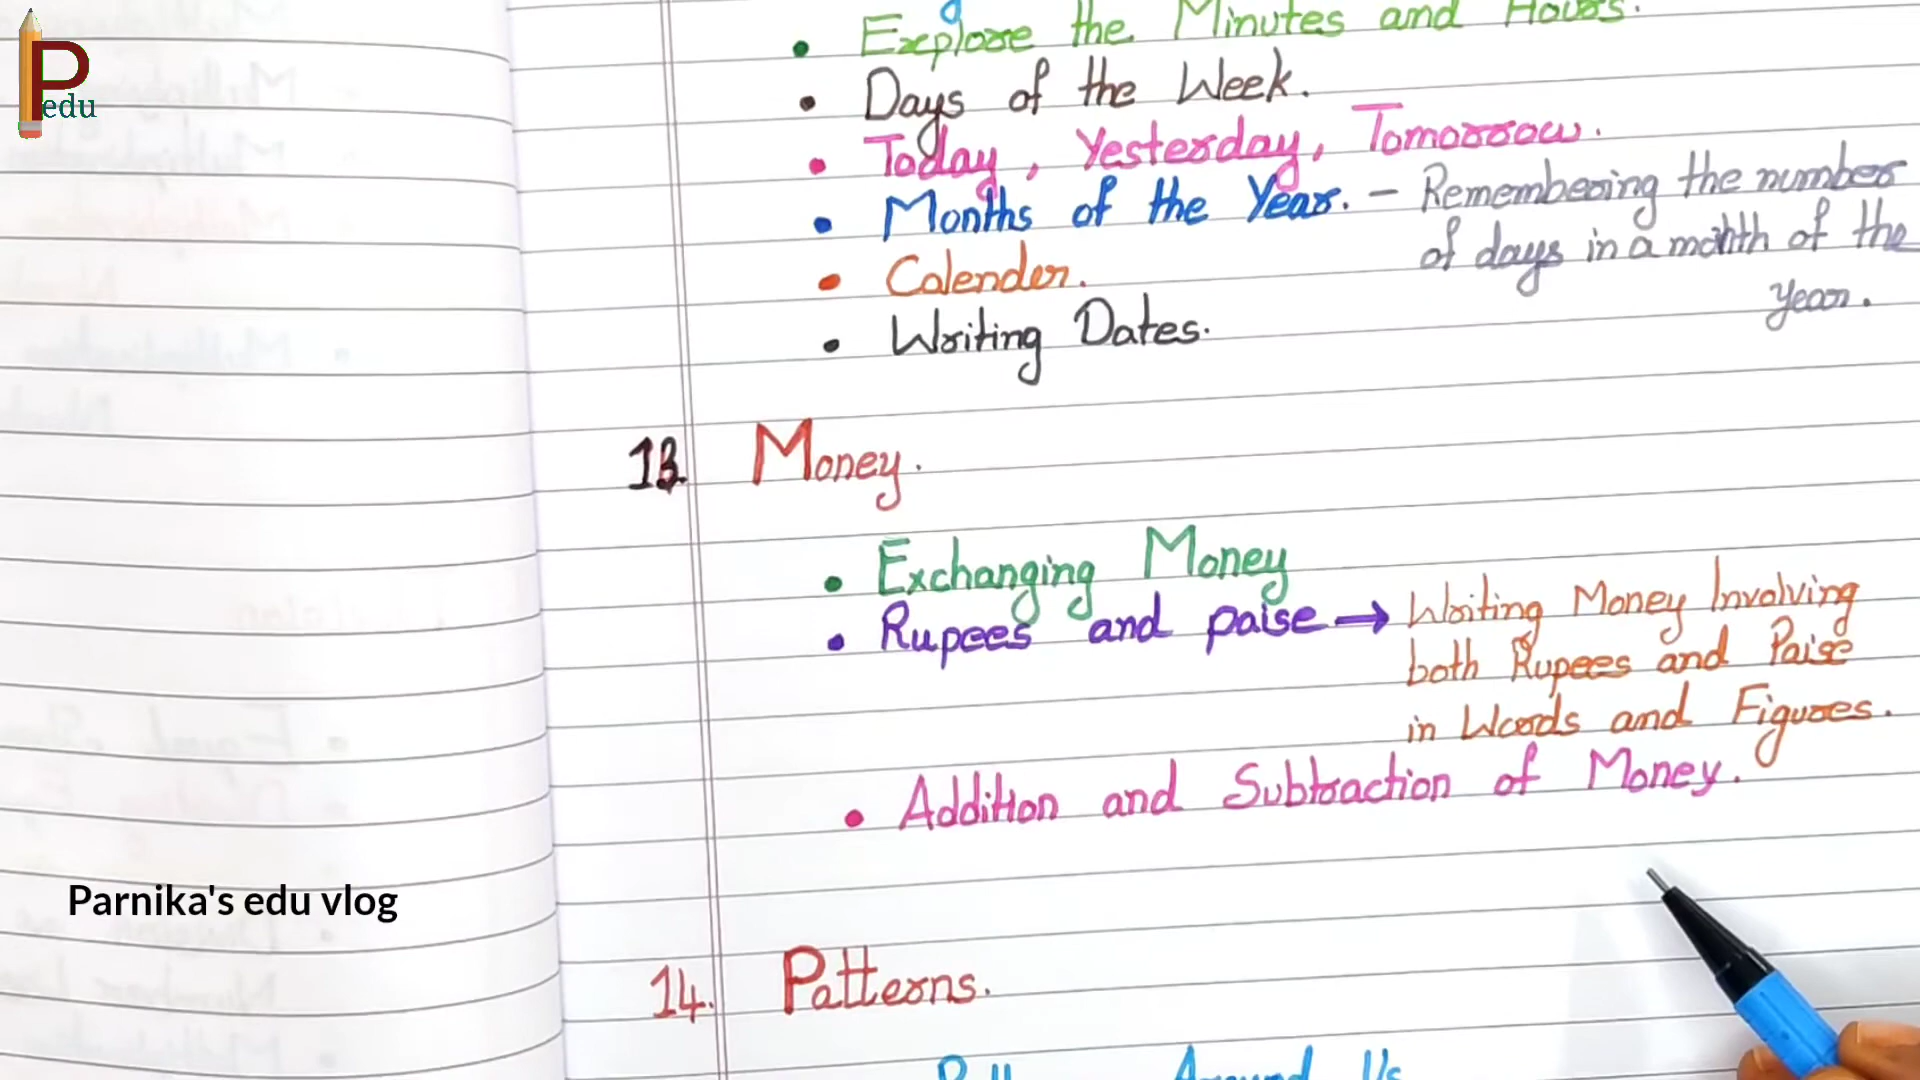 P
edu
• Explore the Minutes and Hours.
• Days of the Week.
• Today, Yesterday, Tomorrow.
• Months of the Year. – Remembering the number
of days in a month of the
year.
• Calender.
• Writing Dates.
13. Money.
• Exchanging Money
• Rupees and paise → Writing Money Involving
both Rupees and Paise
in Words and Figures.
• Addition and Subtraction of Money.
Parnika's edu vlog
14. Patterns.
Around Us